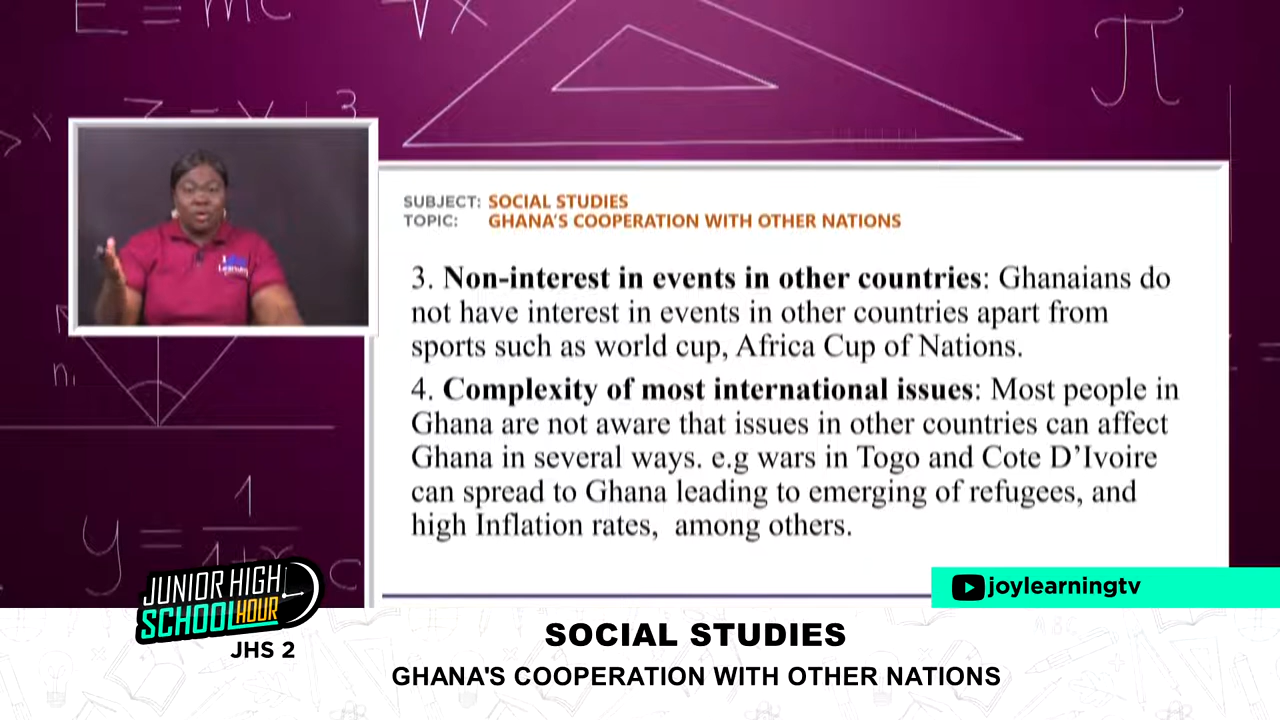 E = mc √x
π
> x 7 = y + 3
SUBJECT: SOCIAL STUDIES
TOPIC: GHANA'S COOPERATION WITH OTHER NATIONS
3. Non-interest in events in other countries: Ghanaians do
not have interest in events in other countries apart from
sports such as world cup, Africa Cup of Nations.
4. Complexity of most international issues: Most people in
Ghana are not aware that issues in other countries can affect
Ghana in several ways. e.g wars in Togo and Cote D'Ivoire
can spread to Ghana leading to emerging of refugees, and
high Inflation rates, among others.
Learning
n
y = 1
JUNIOR HIGH
SCHOOL HOUR
JHS 2
joylearningtv
SOCIAL STUDIES
GHANA'S COOPERATION WITH OTHER NATIONS